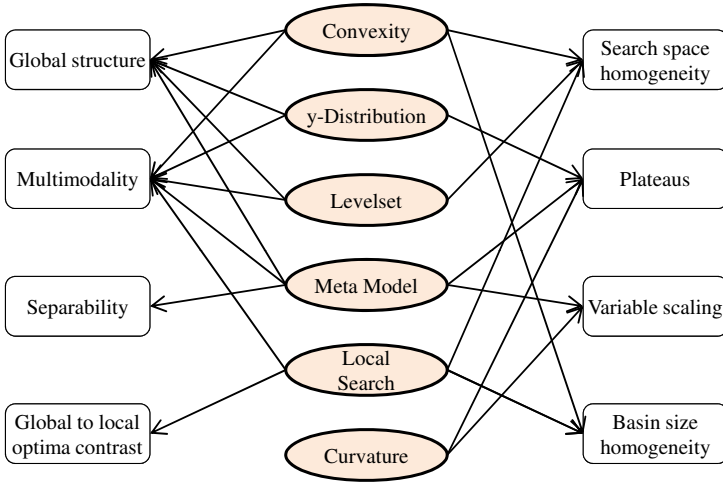 Global structure
Multimodality
Separability
Global to local
optima contrast
Convexity
y-Distribution
Levelset
Meta Model
Local
Search
Curvature
Search space
homogeneity
Plateaus
Variable scaling
Basin size
homogeneity